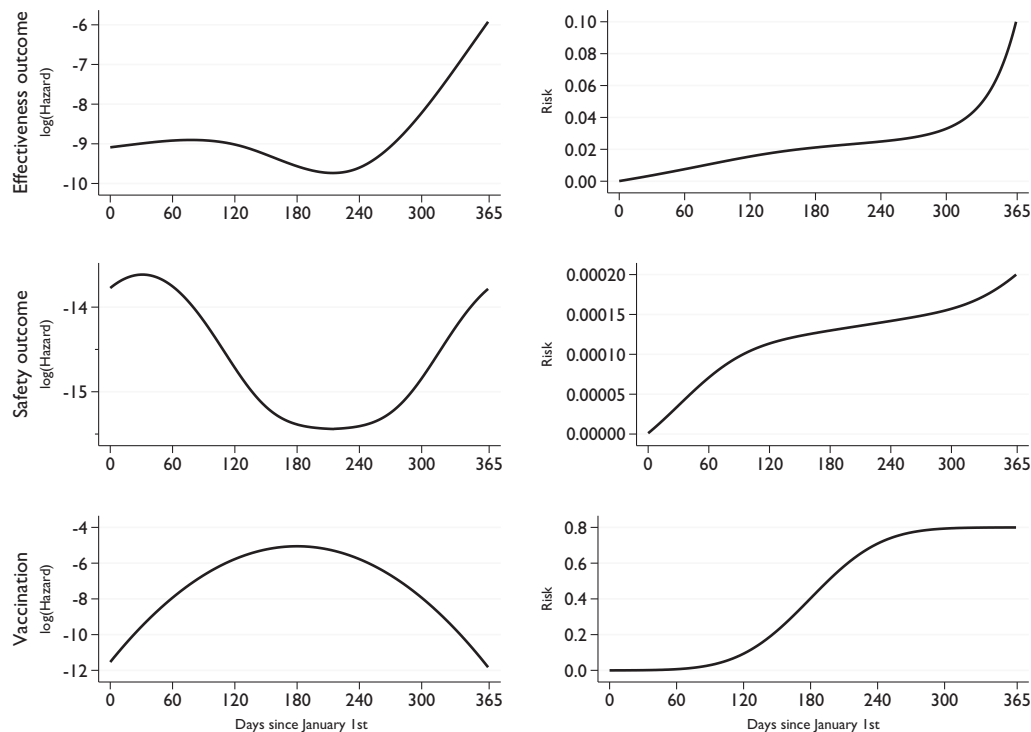 Effectiveness outcome
log(Hazard)
-6
-7
-8
-9
-10
0 60 120 180 240 300 365
Risk
0.10
0.08
0.06
0.04
0.02
0.00
0 60 120 180 240 300 365
Safety outcome
log(Hazard)
-14
-15
0 60 120 180 240 300 365
Risk
0.00020
0.00015
0.00010
0.00005
0.00000
0 60 120 180 240 300 365
Vaccination
log(Hazard)
-4
-6
-8
-10
-12
0 60 120 180 240 300 365
Days since January 1st
Risk
0.8
0.6
0.4
0.2
0.0
0 60 120 180 240 300 365
Days since January 1st